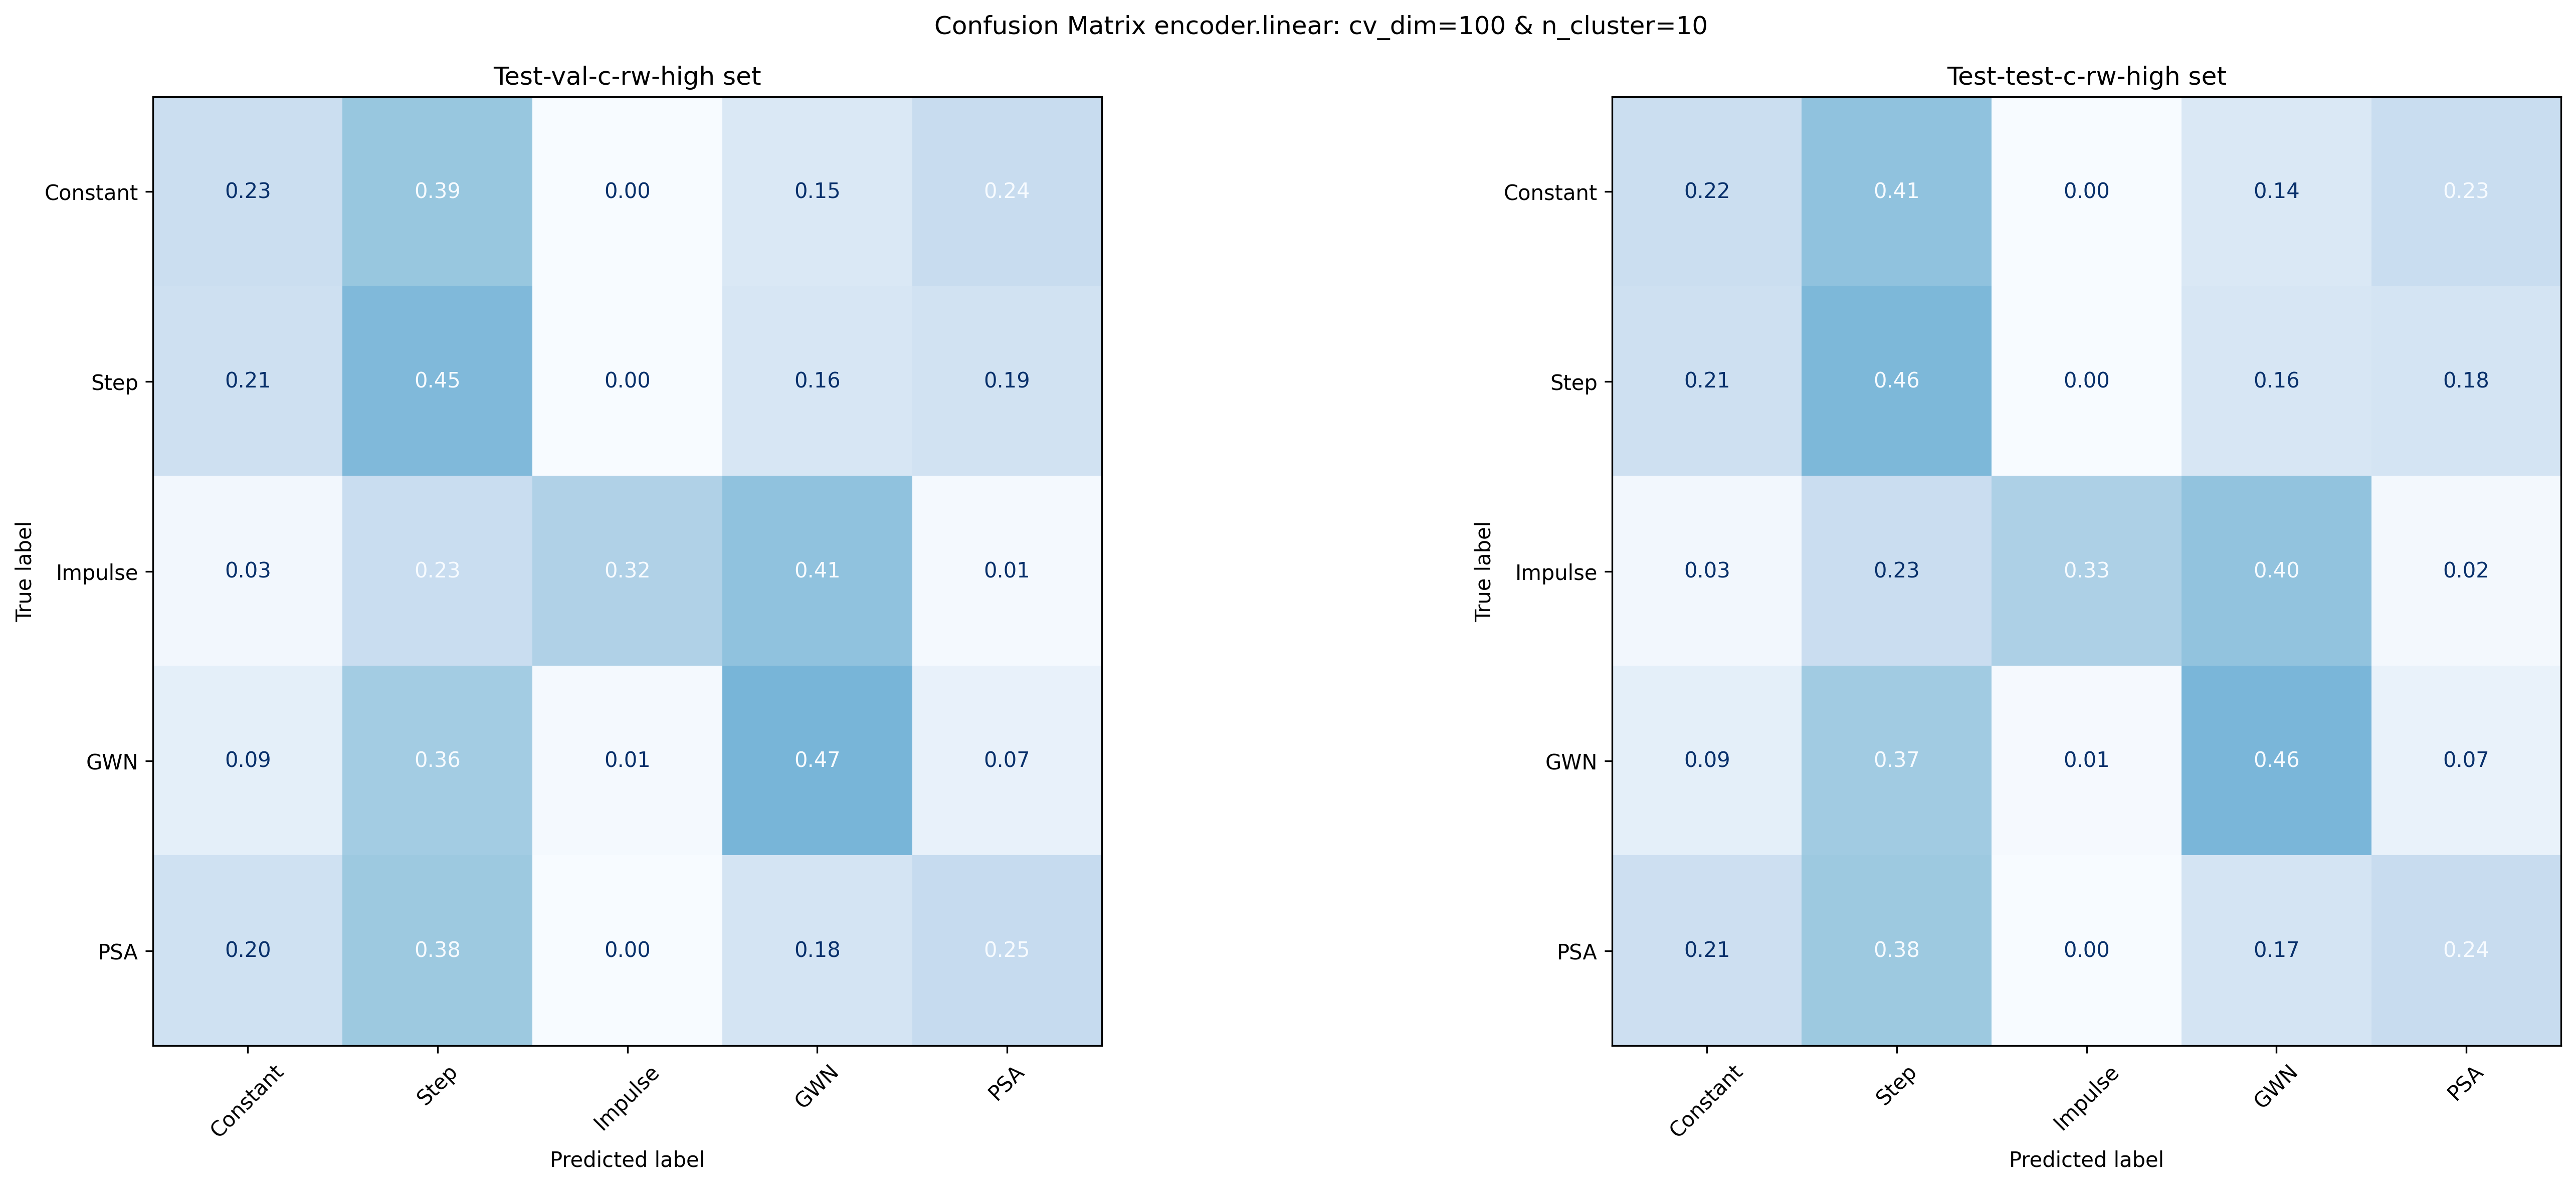 Confusion Matrix encoder.linear: cv_dim=100 & n_cluster=10
Test-val-c-rw-high set
True label
Constant 0.23 0.39 0.00 0.15 0.24
Step 0.21 0.45 0.00 0.16 0.19
Impulse 0.03 0.23 0.32 0.41 0.01
GWN 0.09 0.36 0.01 0.47 0.07
PSA 0.20 0.38 0.00 0.18 0.25
Constant Step Impulse GWN PSA
Predicted label
Test-test-c-rw-high set
True label
Constant 0.22 0.41 0.00 0.14 0.23
Step 0.21 0.46 0.00 0.16 0.18
Impulse 0.03 0.23 0.33 0.40 0.02
GWN 0.09 0.37 0.01 0.46 0.07
PSA 0.21 0.38 0.00 0.17 0.24
Constant Step Impulse GWN PSA
Predicted label